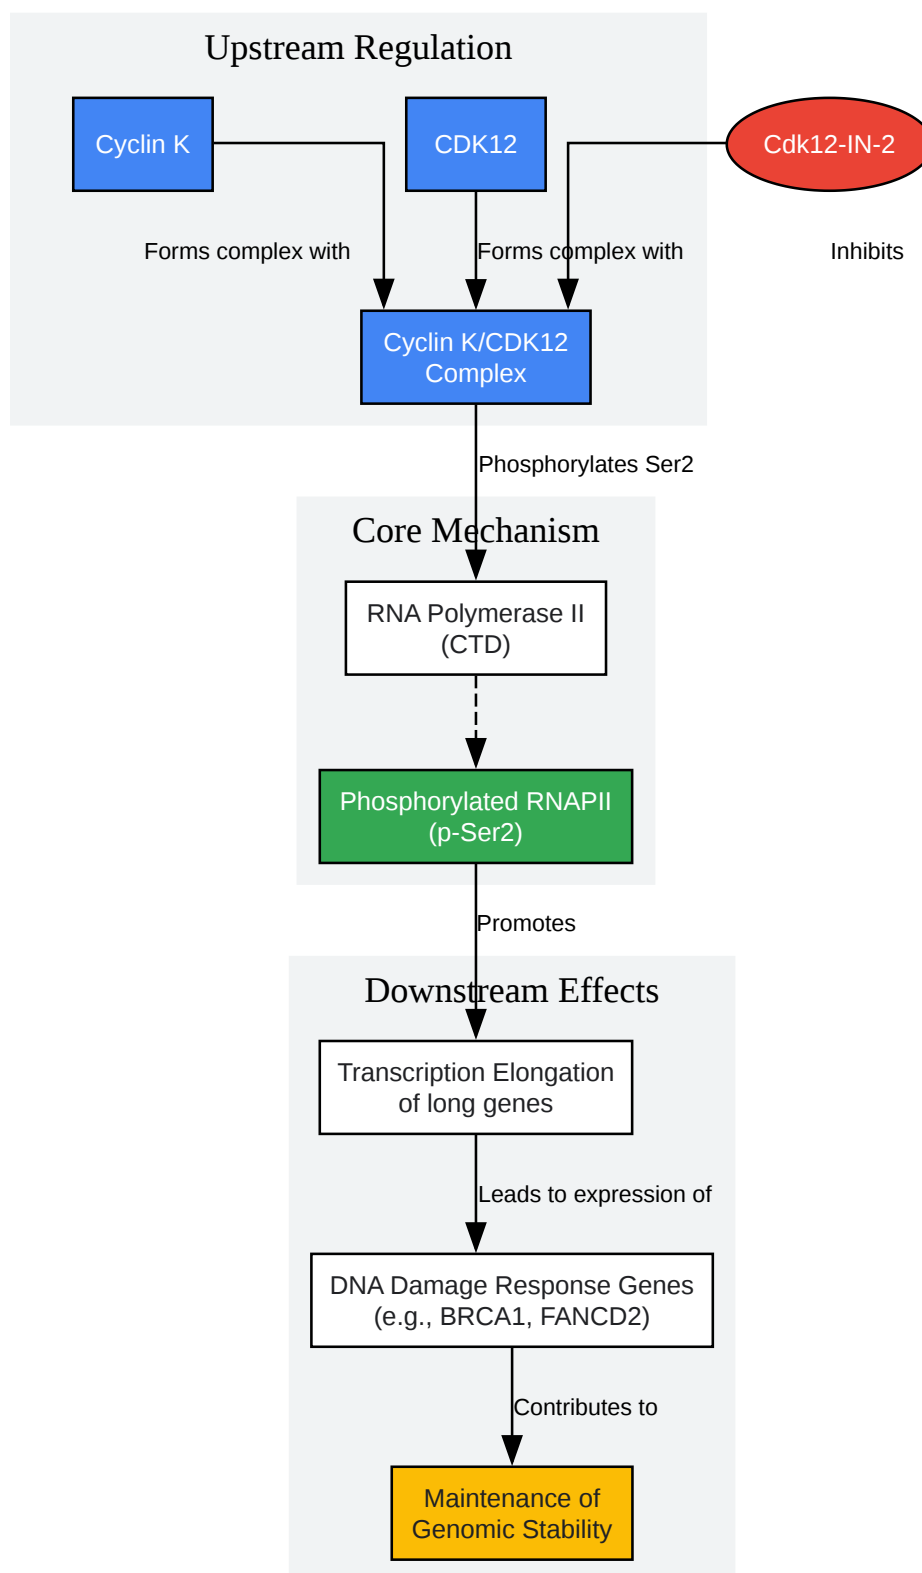 Upstream Regulation
Cyclin K
CDK12
Cdk12-IN-2
Forms complex with
Forms complex with
Inhibits
Cyclin K/CDK12
Complex
Phosphorylates Ser2
Core Mechanism
RNA Polymerase II
(CTD)
Phosphorylated RNAPII
(p-Ser2)
Promotes
Downstream Effects
Transcription Elongation
of long genes
Leads to expression of
DNA Damage Response Genes
(e.g., BRCA1, FANCD2)
Contributes to
Maintenance of
Genomic Stability